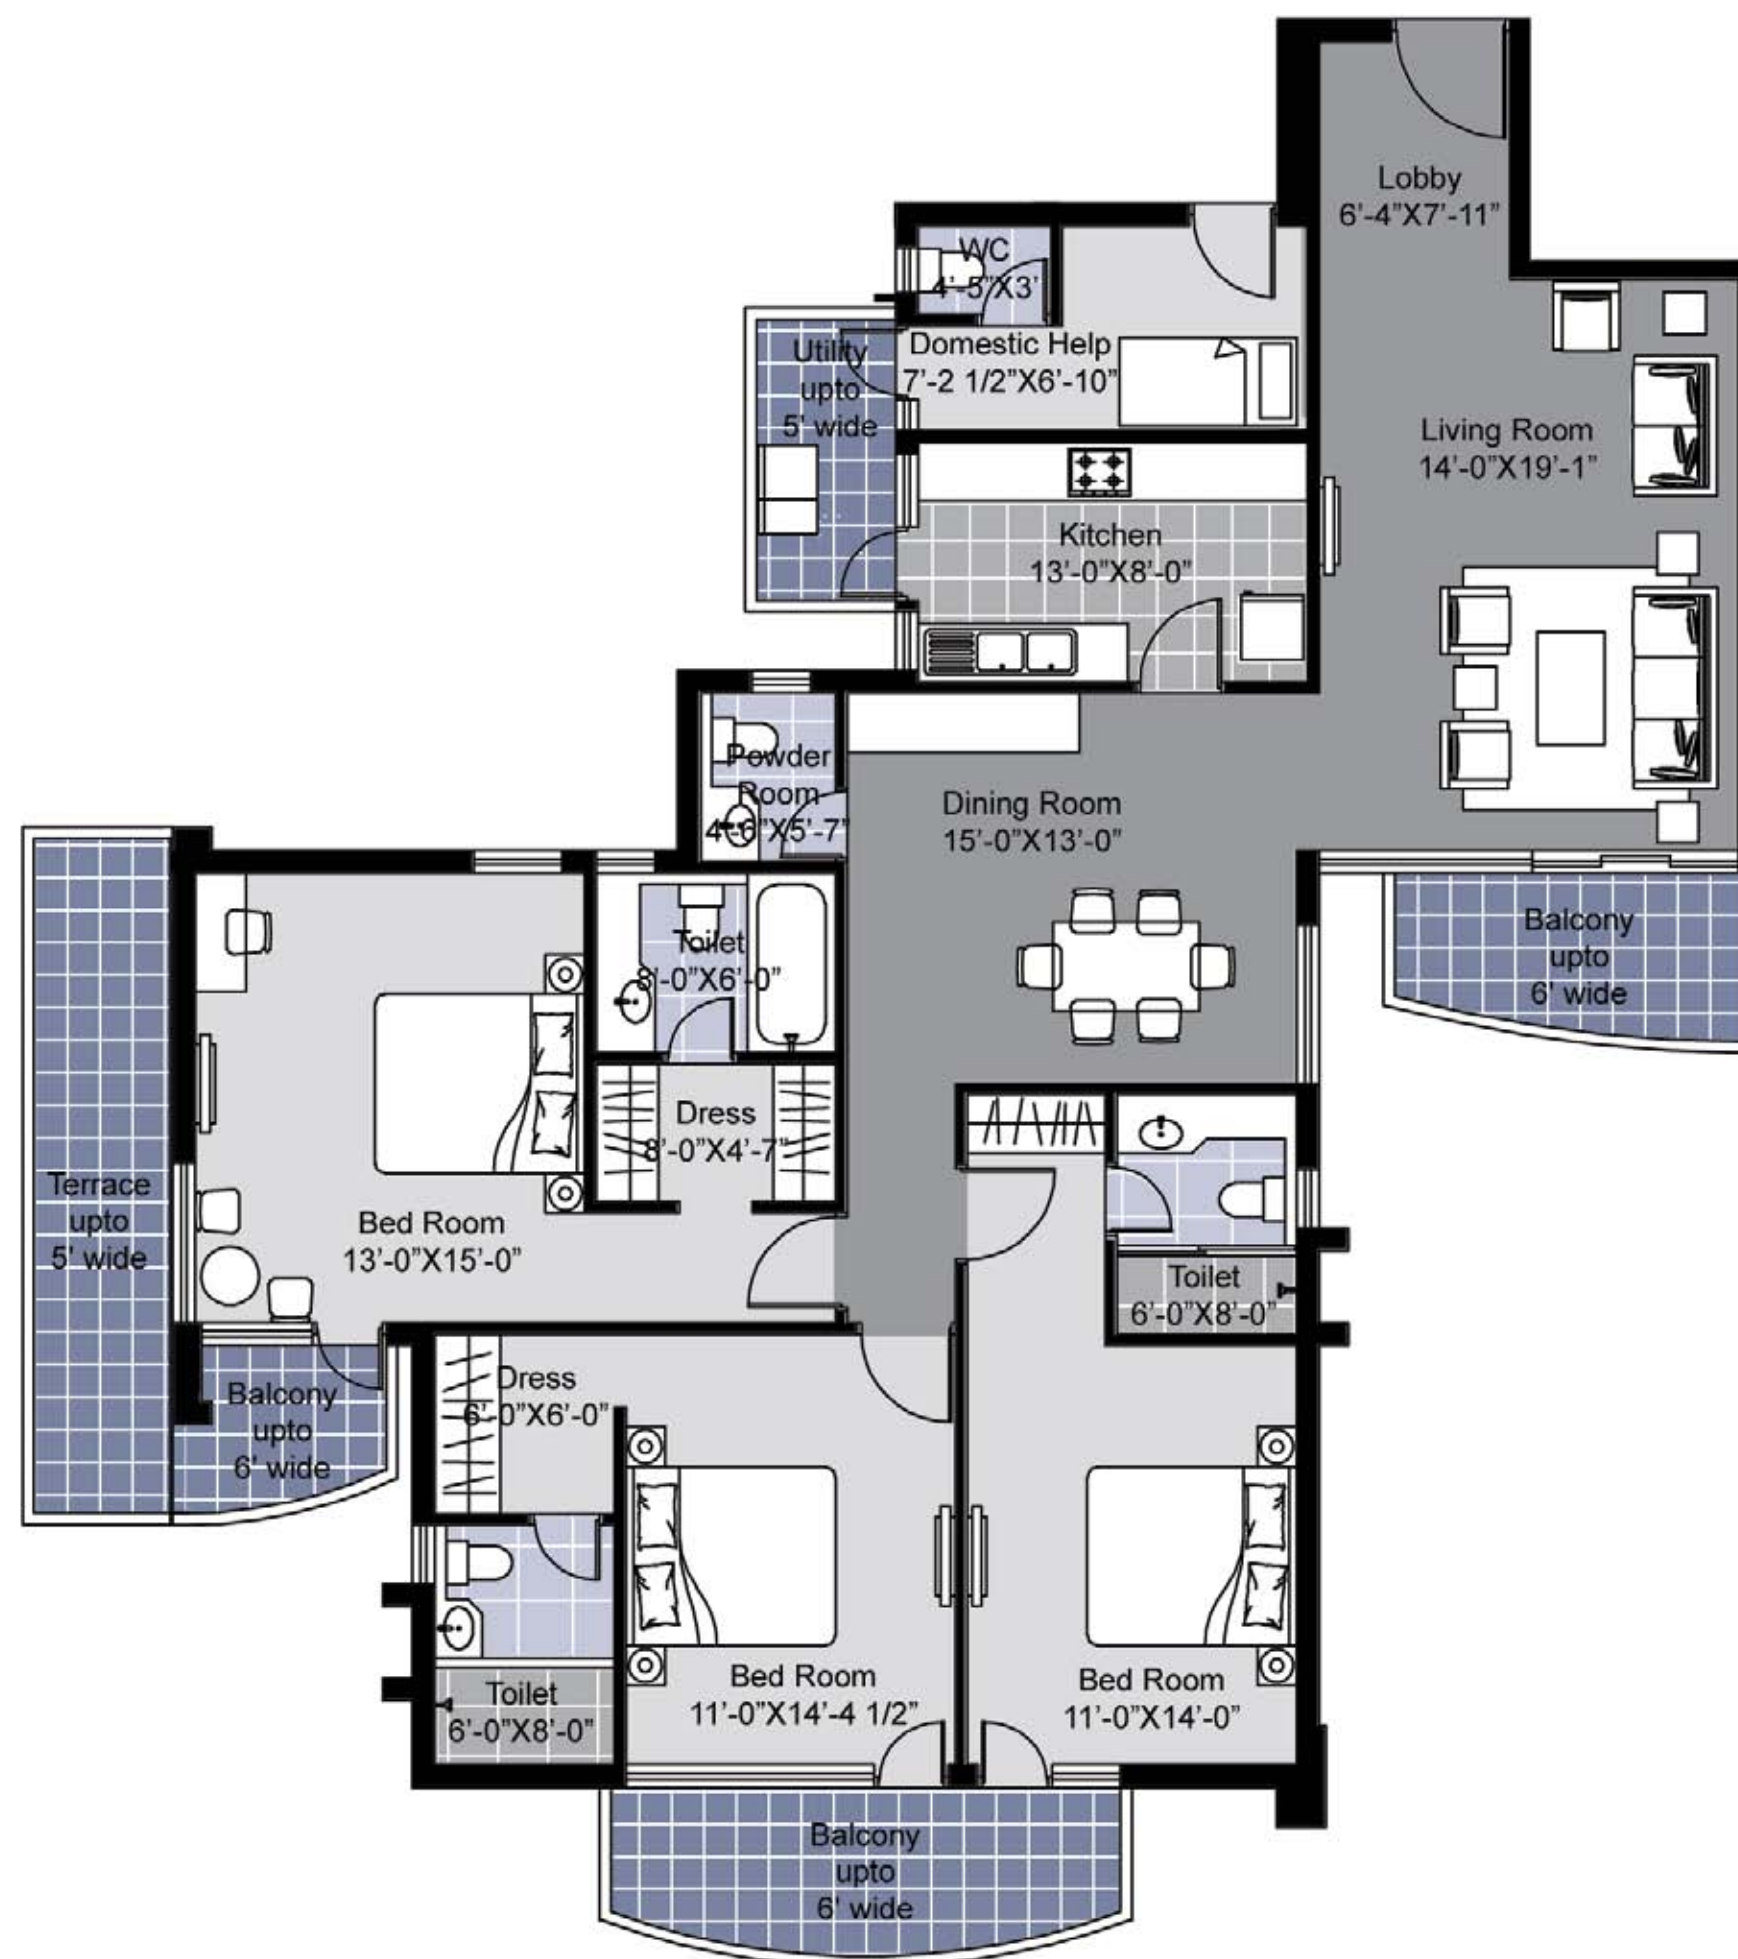 Lobby
6'-4"X7'-11"
WC
4'-5"X3'
Domestic Help
7'-2 1/2"X6'-10"
Utility
upto
5' wide
Living Room
14'-0"X19'-1"
Kitchen
13'-0"X8'-0"
Powder
Room
4'-6"X5'-7"
Dining Room
15'-0"X13'-0"
Balcony
upto
6' wide
Toilet
8'-0"X6'-0"
Dress
8'-0"X4'-7"
Terrace
upto
5' wide
Bed Room
13'-0"X15'-0"
Toilet
6'-0"X8'-0"
Balcony
upto
6' wide
Dress
6'-0"X6'-0"
Toilet
6'-0"X8'-0"
Bed Room
11'-0"X14'-4 1/2"
Bed Room
11'-0"X14'-0"
Balcony
upto
6' wide